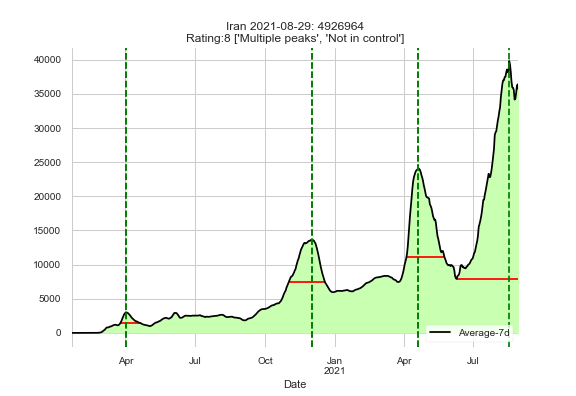 Iran 2021-08-29: 4926964
Rating:8 ['Multiple peaks', 'Not in control']
40000
35000
30000
25000
20000
15000
10000
5000
0
Average-7d
Apr Jul Oct Jan Apr Jul
2021
Date